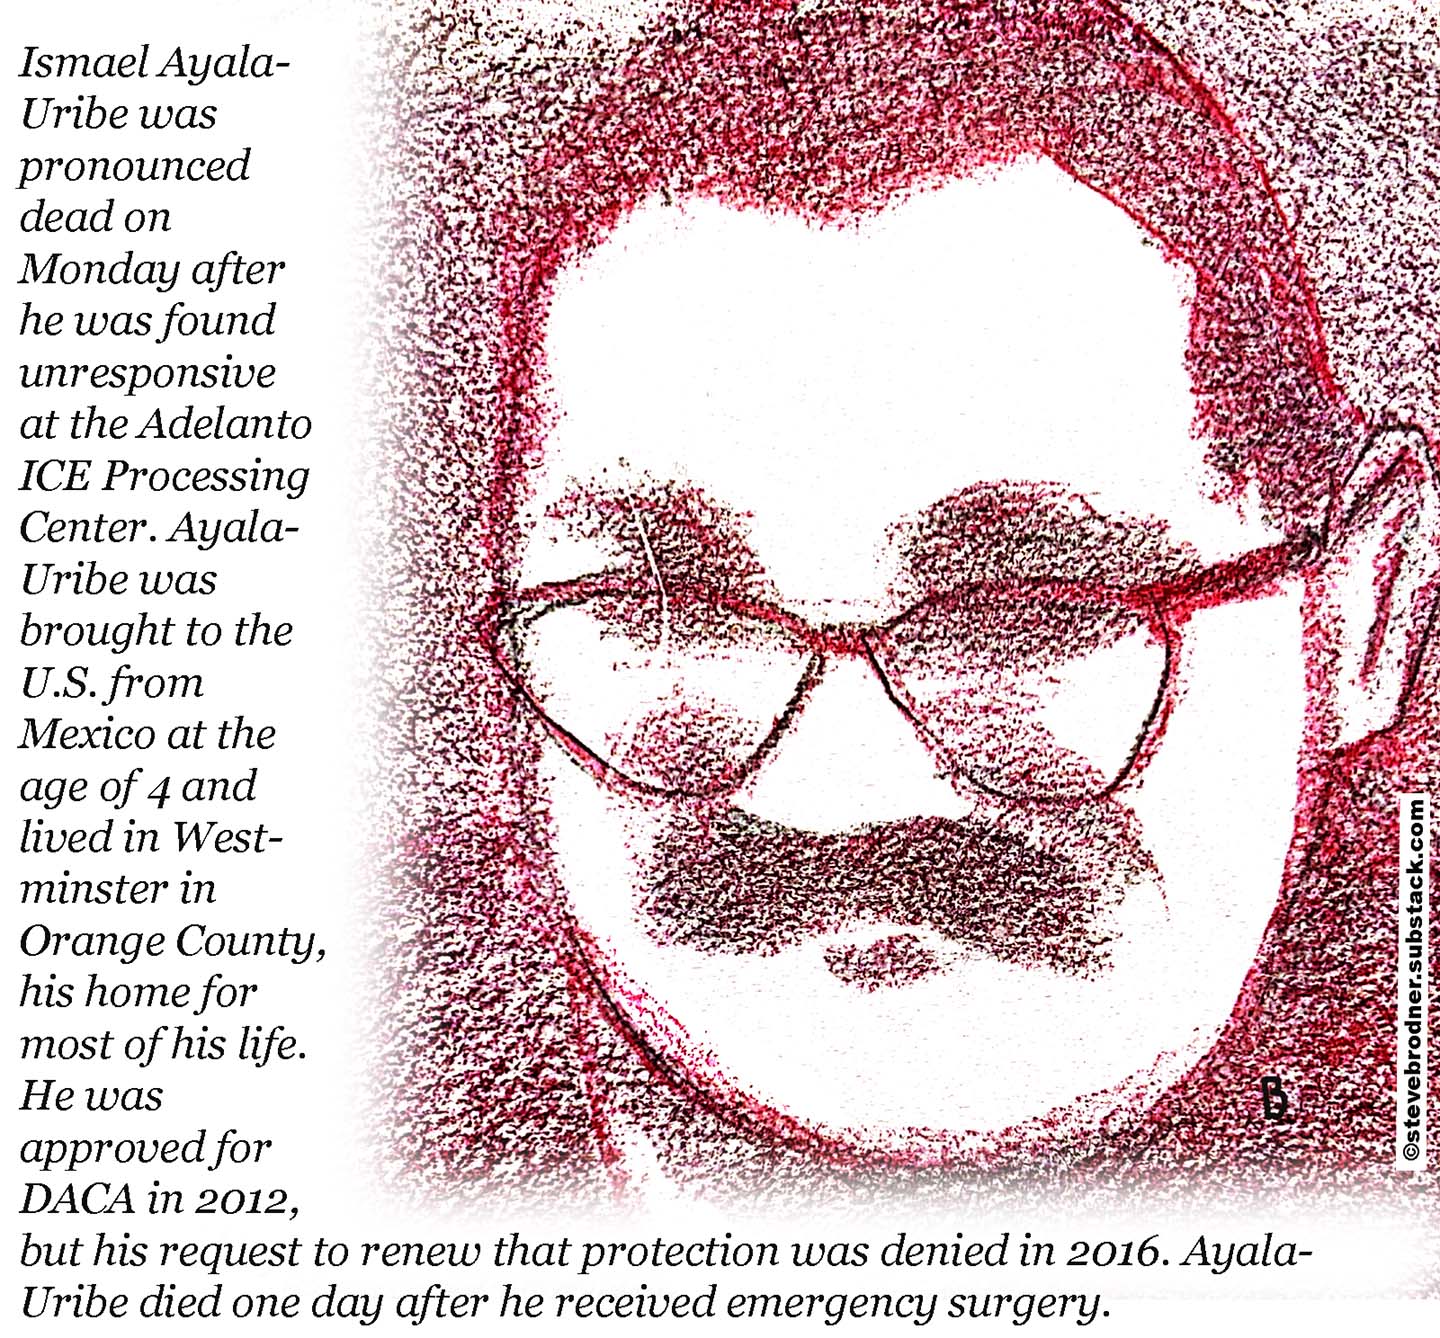 Ismael Ayala-
Uribe was
pronounced
dead on
Monday after
he was found
unresponsive
at the Adelanto
ICE Processing
Center. Ayala-
Uribe was
brought to the
U.S. from
Mexico at the
age of 4 and
lived in West-
minster in
Orange County,
his home for
most of his life.
He was
approved for
DACA in 2012,
but his request to renew that protection was denied in 2016. Ayala-
Uribe died one day after he received emergency surgery.
B
©stevebrodner.substack.com